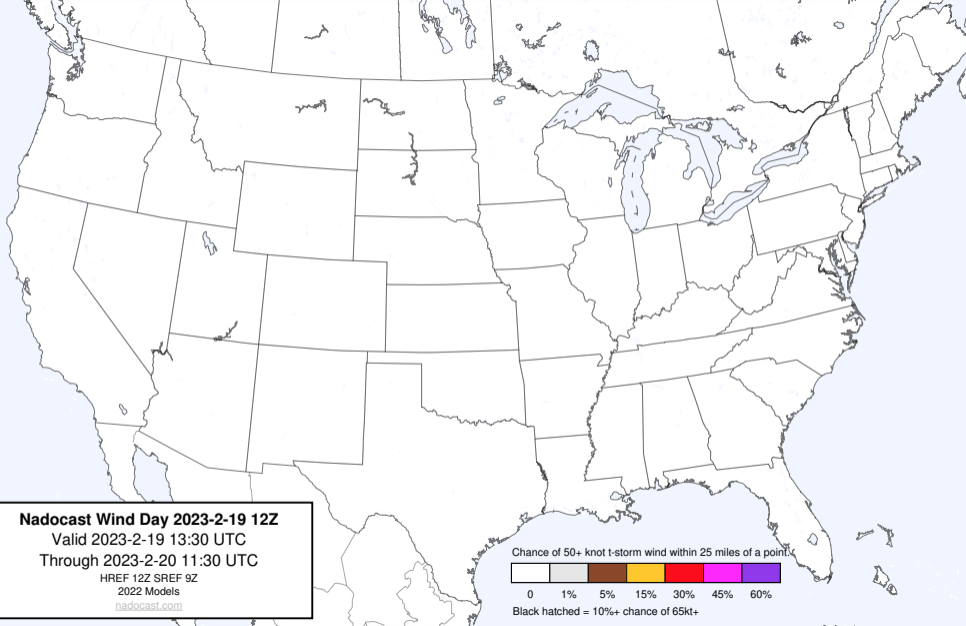 Nadocast Wind Day 2023-2-19 12Z
Valid 2023-2-19 13:30 UTC
Through 2023-2-20 11:30 UTC
HREF 12Z SREF 9Z
2022 Models
nadocast.com
Chance of 50+ knot t-storm wind within 25 miles of a point.
0 1% 5% 15% 30% 45% 60%
Black hatched = 10%+ chance of 65kt+